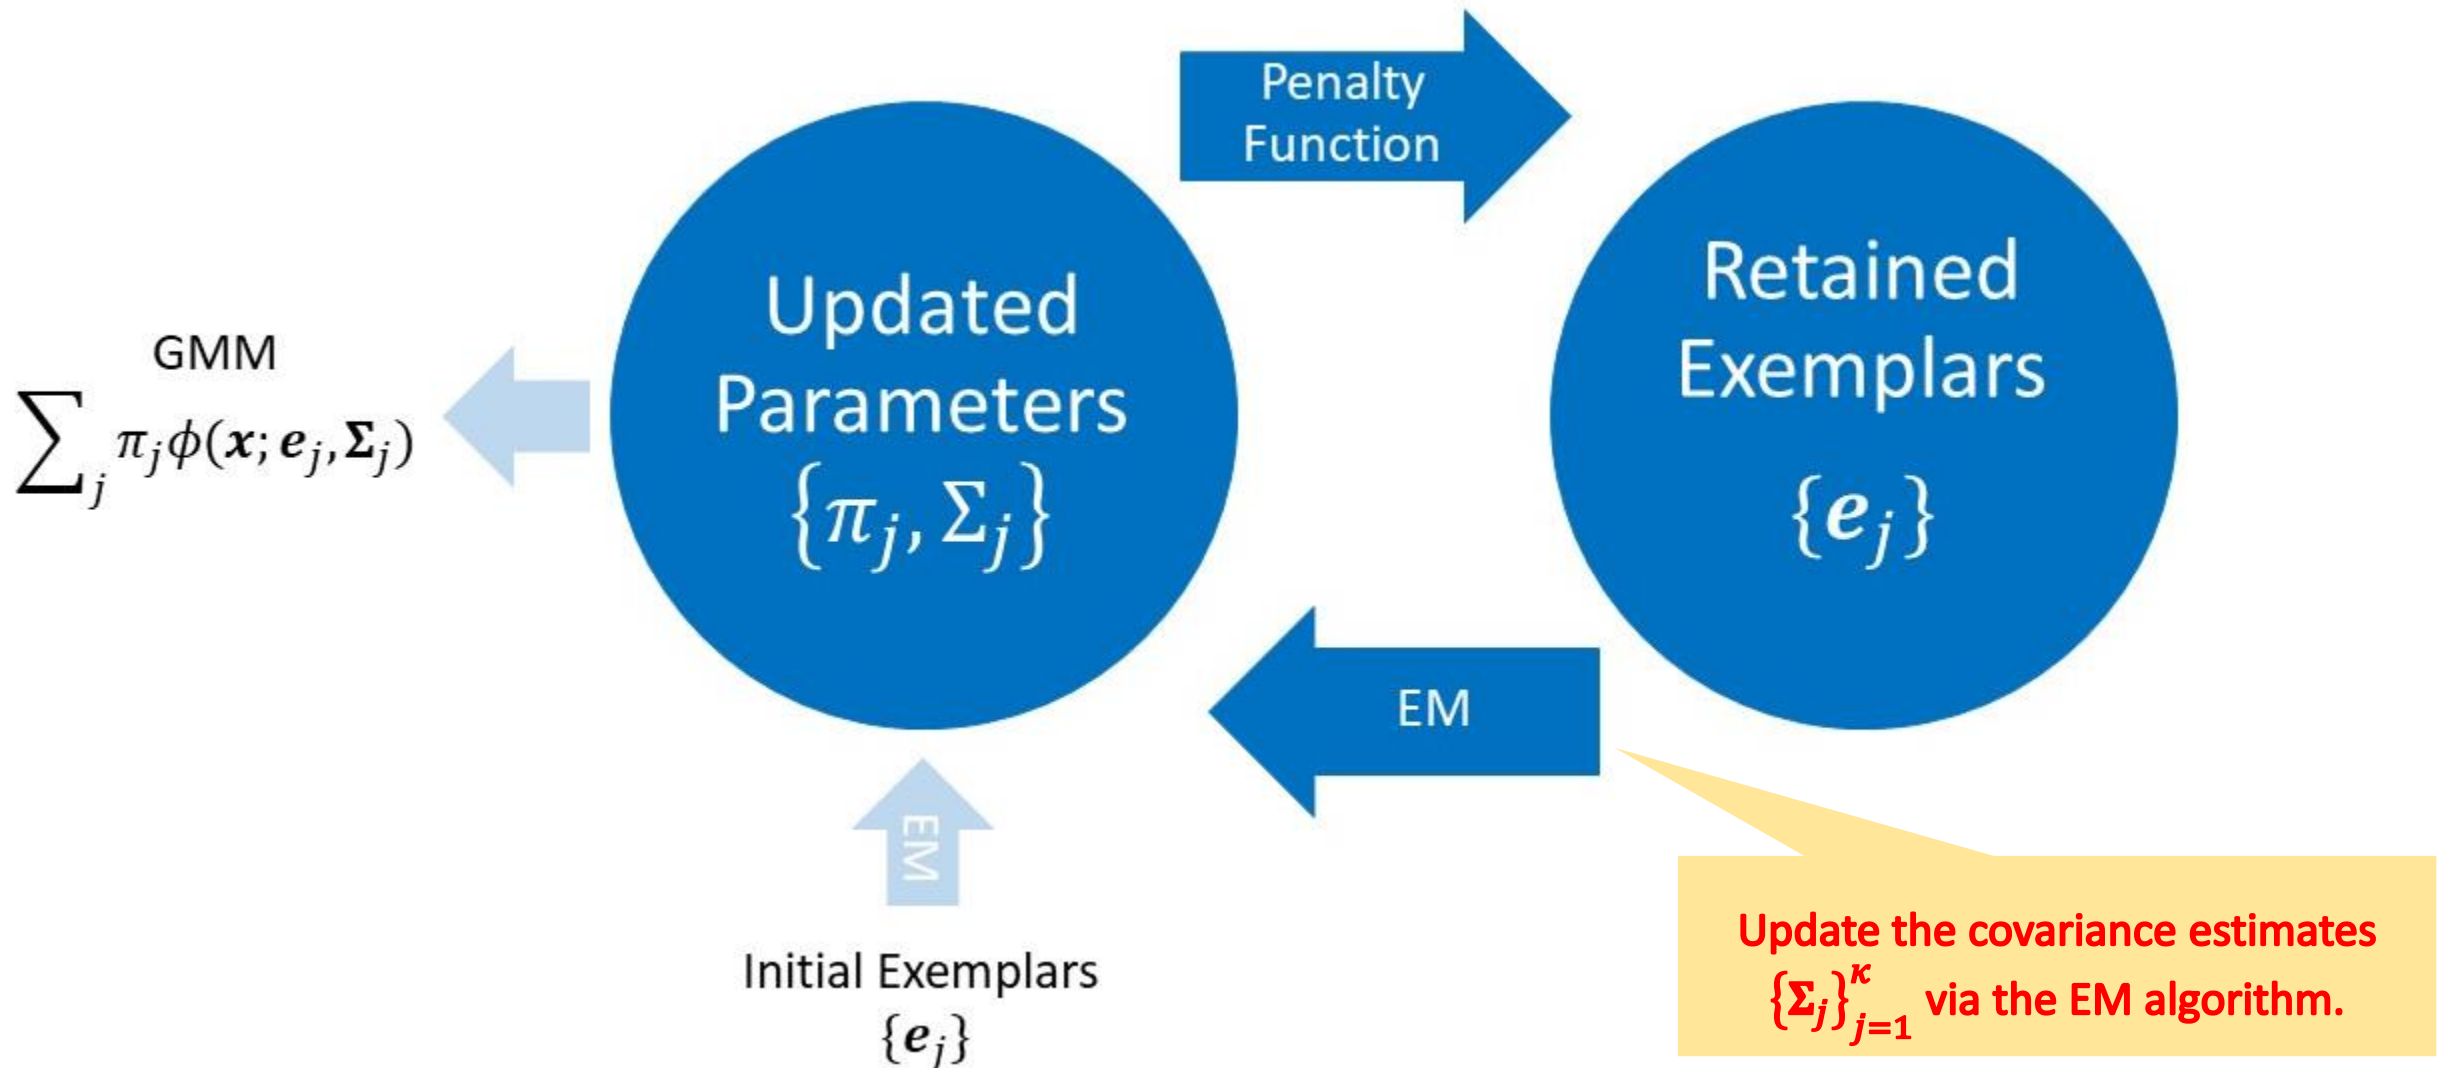 Penalty
Function
Updated
Parameters
{π_j, Σ_j}
Retained
Exemplars
{e_j}
GMM
∑_j π_j ϕ(x; e_j, Σ_j)
EM
EM
Initial Exemplars
{e_j}
Update the covariance estimates
{Σ_j}_{j=1}^κ via the EM algorithm.